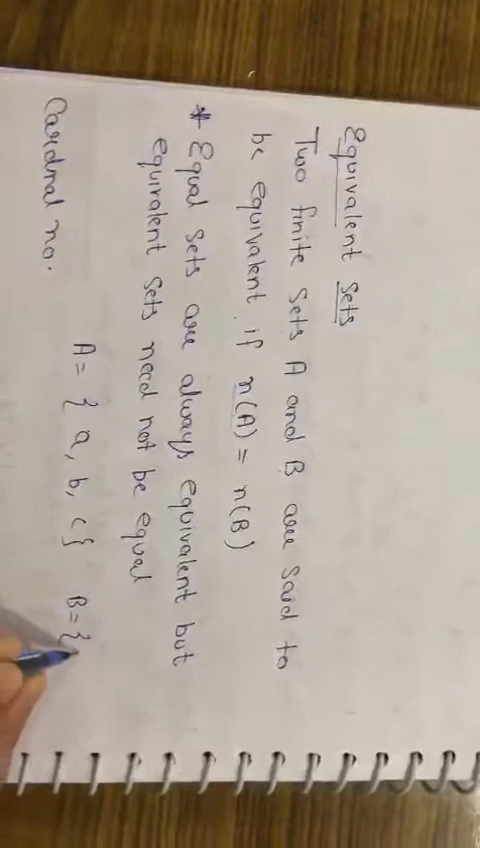 Equivalent Sets
Two finite Sets A and B are Said to
be equivalent if n(A) = n(B)
* Equal Sets are always equivalent but
equivalent Sets need not be equal
Cardinal no.
A = { a, b, c } B = {